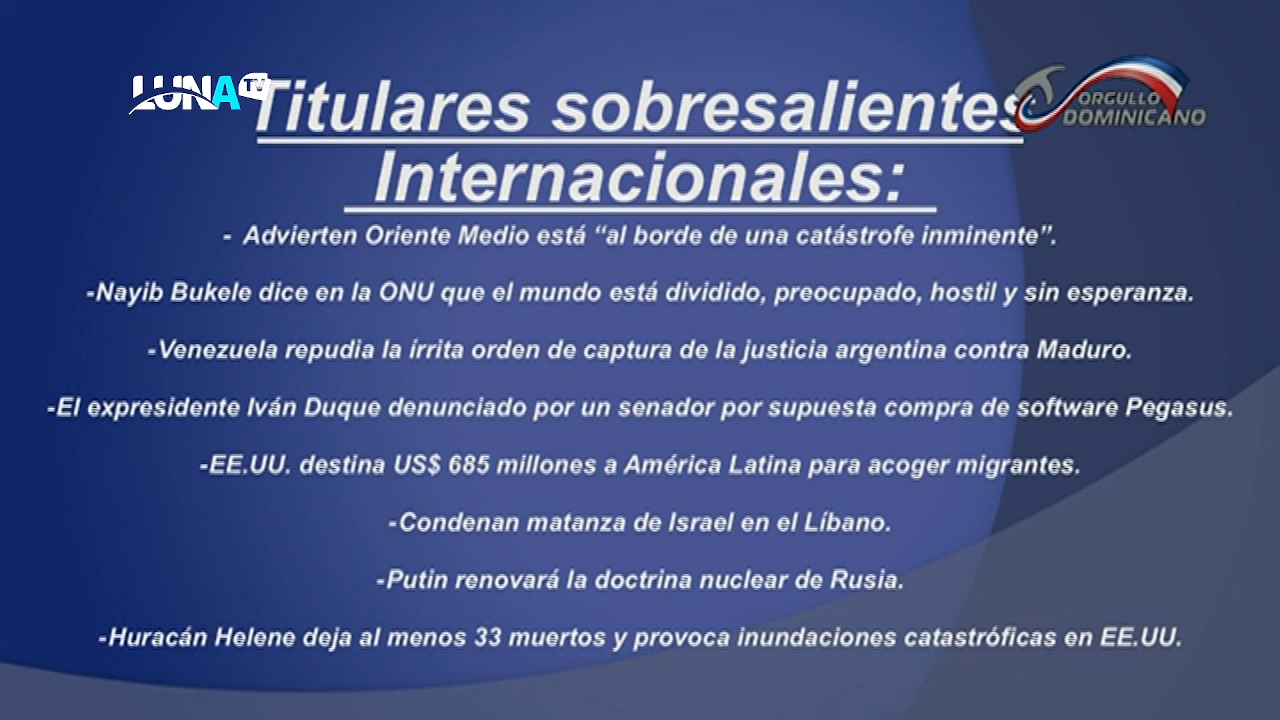 LUNA TV
ORGULLO
DOMINICANO
Titulares sobresalientes
Internacionales:
- Advierten Oriente Medio está “al borde de una catástrofe inminente”.
-Nayib Bukele dice en la ONU que el mundo está dividido, preocupado, hostil y sin esperanza.
-Venezuela repudia la írrita orden de captura de la justicia argentina contra Maduro.
-El expresidente Iván Duque denunciado por un senador por supuesta compra de software Pegasus.
-EE.UU. destina US$ 685 millones a América Latina para acoger migrantes.
-Condenan matanza de Israel en el Líbano.
-Putin renovará la doctrina nuclear de Rusia.
-Huracán Helene deja al menos 33 muertos y provoca inundaciones catastróficas en EE.UU.